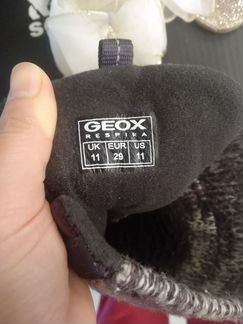 GEOX
RESPIRA
UK EUR US
11 29 11